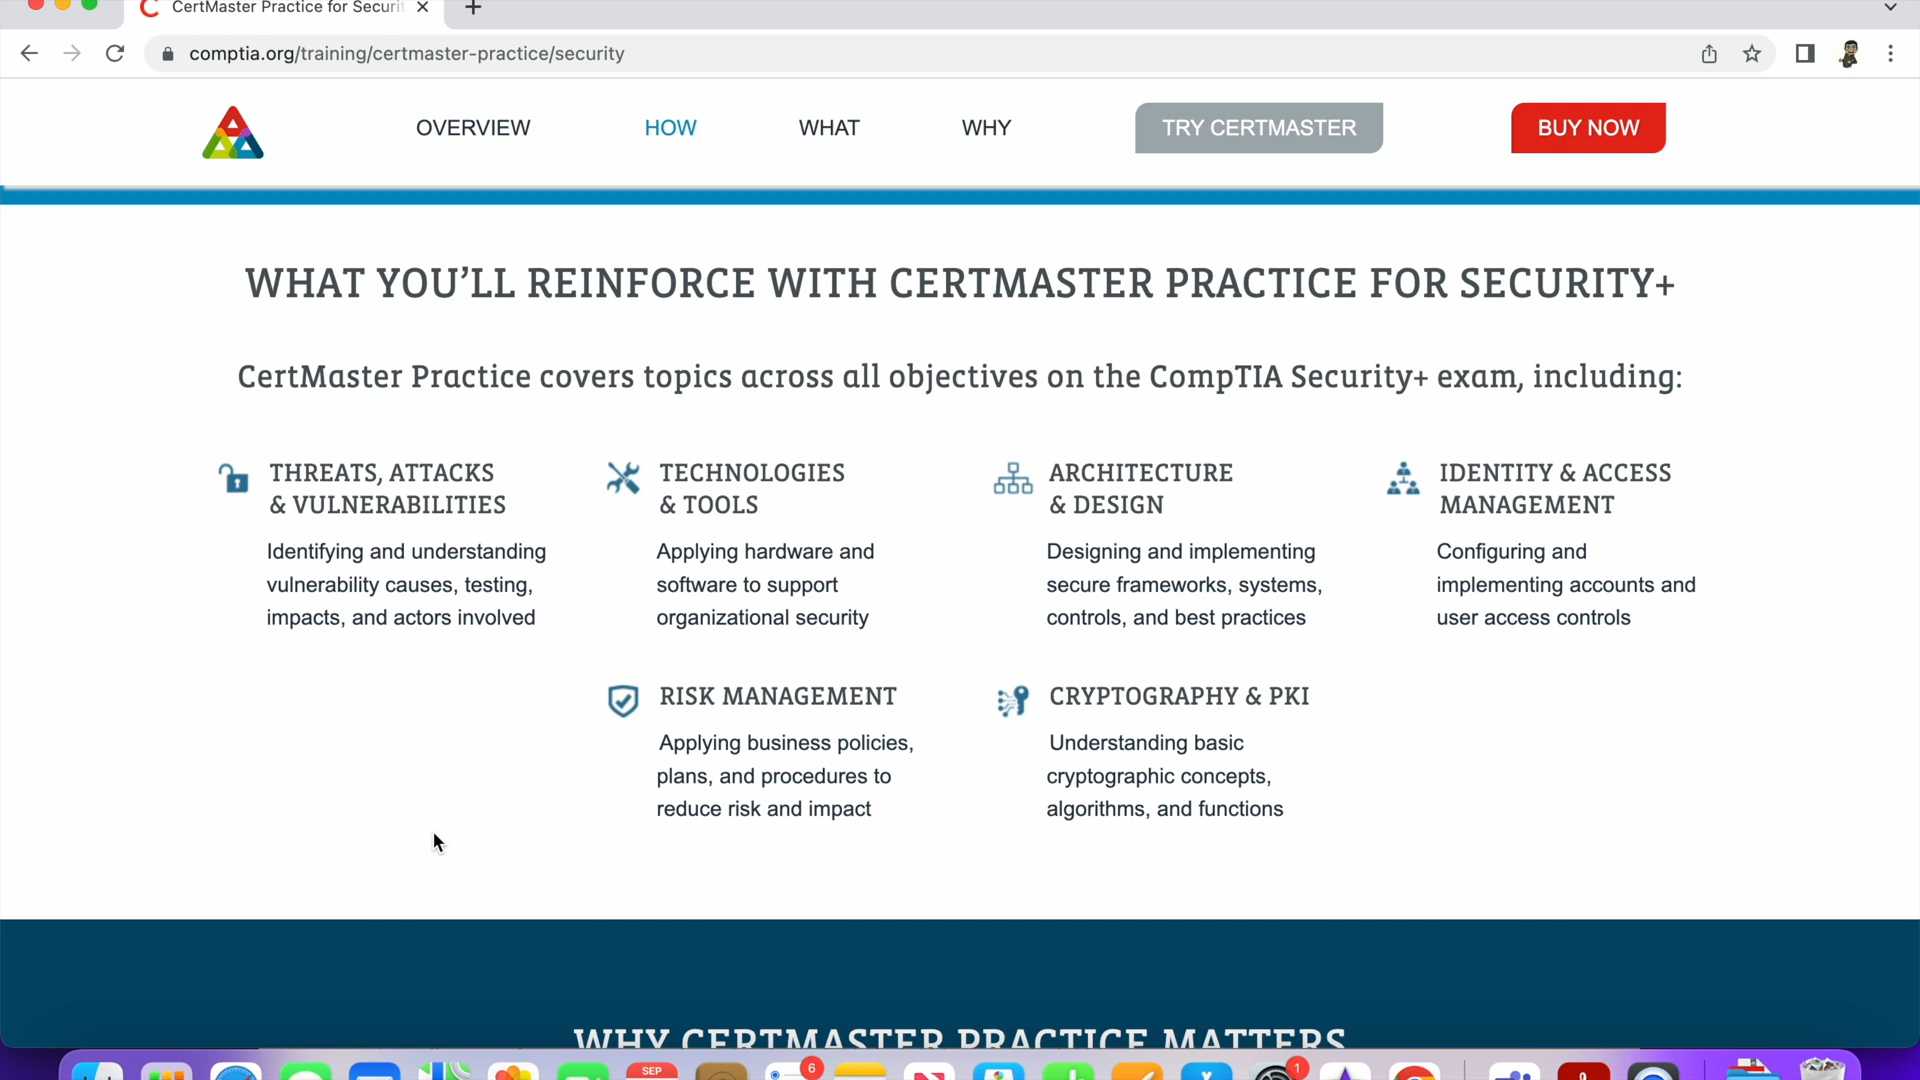 CertMaster Practice for Securit
comptia.org/training/certmaster-practice/security
OVERVIEW
HOW
WHAT
WHY
TRY CERTMASTER
BUY NOW
WHAT YOU’LL REINFORCE WITH CERTMASTER PRACTICE FOR SECURITY+
CertMaster Practice covers topics across all objectives on the CompTIA Security+ exam, including:
THREATS, ATTACKS
& VULNERABILITIES
Identifying and understanding
vulnerability causes, testing,
impacts, and actors involved
TECHNOLOGIES
& TOOLS
Applying hardware and
software to support
organizational security
ARCHITECTURE
& DESIGN
Designing and implementing
secure frameworks, systems,
controls, and best practices
IDENTITY & ACCESS
MANAGEMENT
Configuring and
implementing accounts and
user access controls
RISK MANAGEMENT
Applying business policies,
plans, and procedures to
reduce risk and impact
CRYPTOGRAPHY & PKI
Understanding basic
cryptographic concepts,
algorithms, and functions
WHY CERTMASTER PRACTICE MATTERS
SEP
6
1